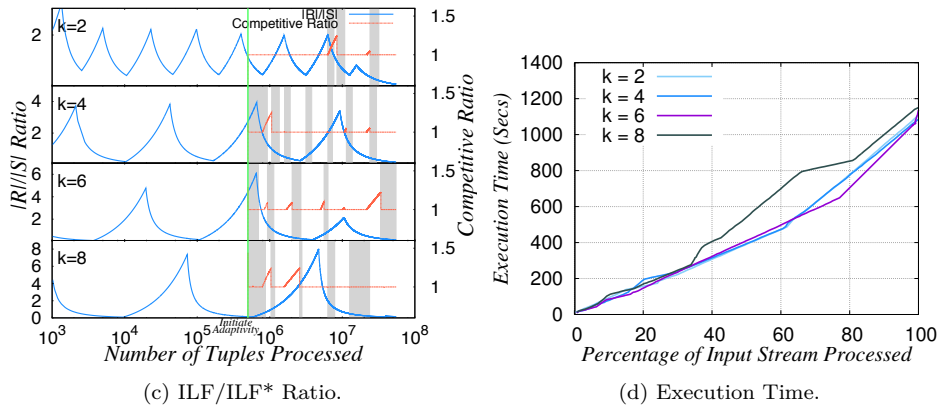 |R|/|S|
Competitive Ratio
k=2
2
1.5
1
k=4
4
2
1.5
1
k=6
6
4
2
1.5
1
k=8
8
6
4
2
0
1.5
1
|R|/|S| Ratio
Competitive Ratio
10^3 10^4 10^5 10^6 10^7 10^8
Initiate
Adaptivity
Number of Tuples Processed
(c) ILF/ILF* Ratio.
1400
1200
1000
800
600
400
200
0
k = 2
k = 4
k = 6
k = 8
Execution Time (Secs)
0 20 40 60 80 100
Percentage of Input Stream Processed
(d) Execution Time.